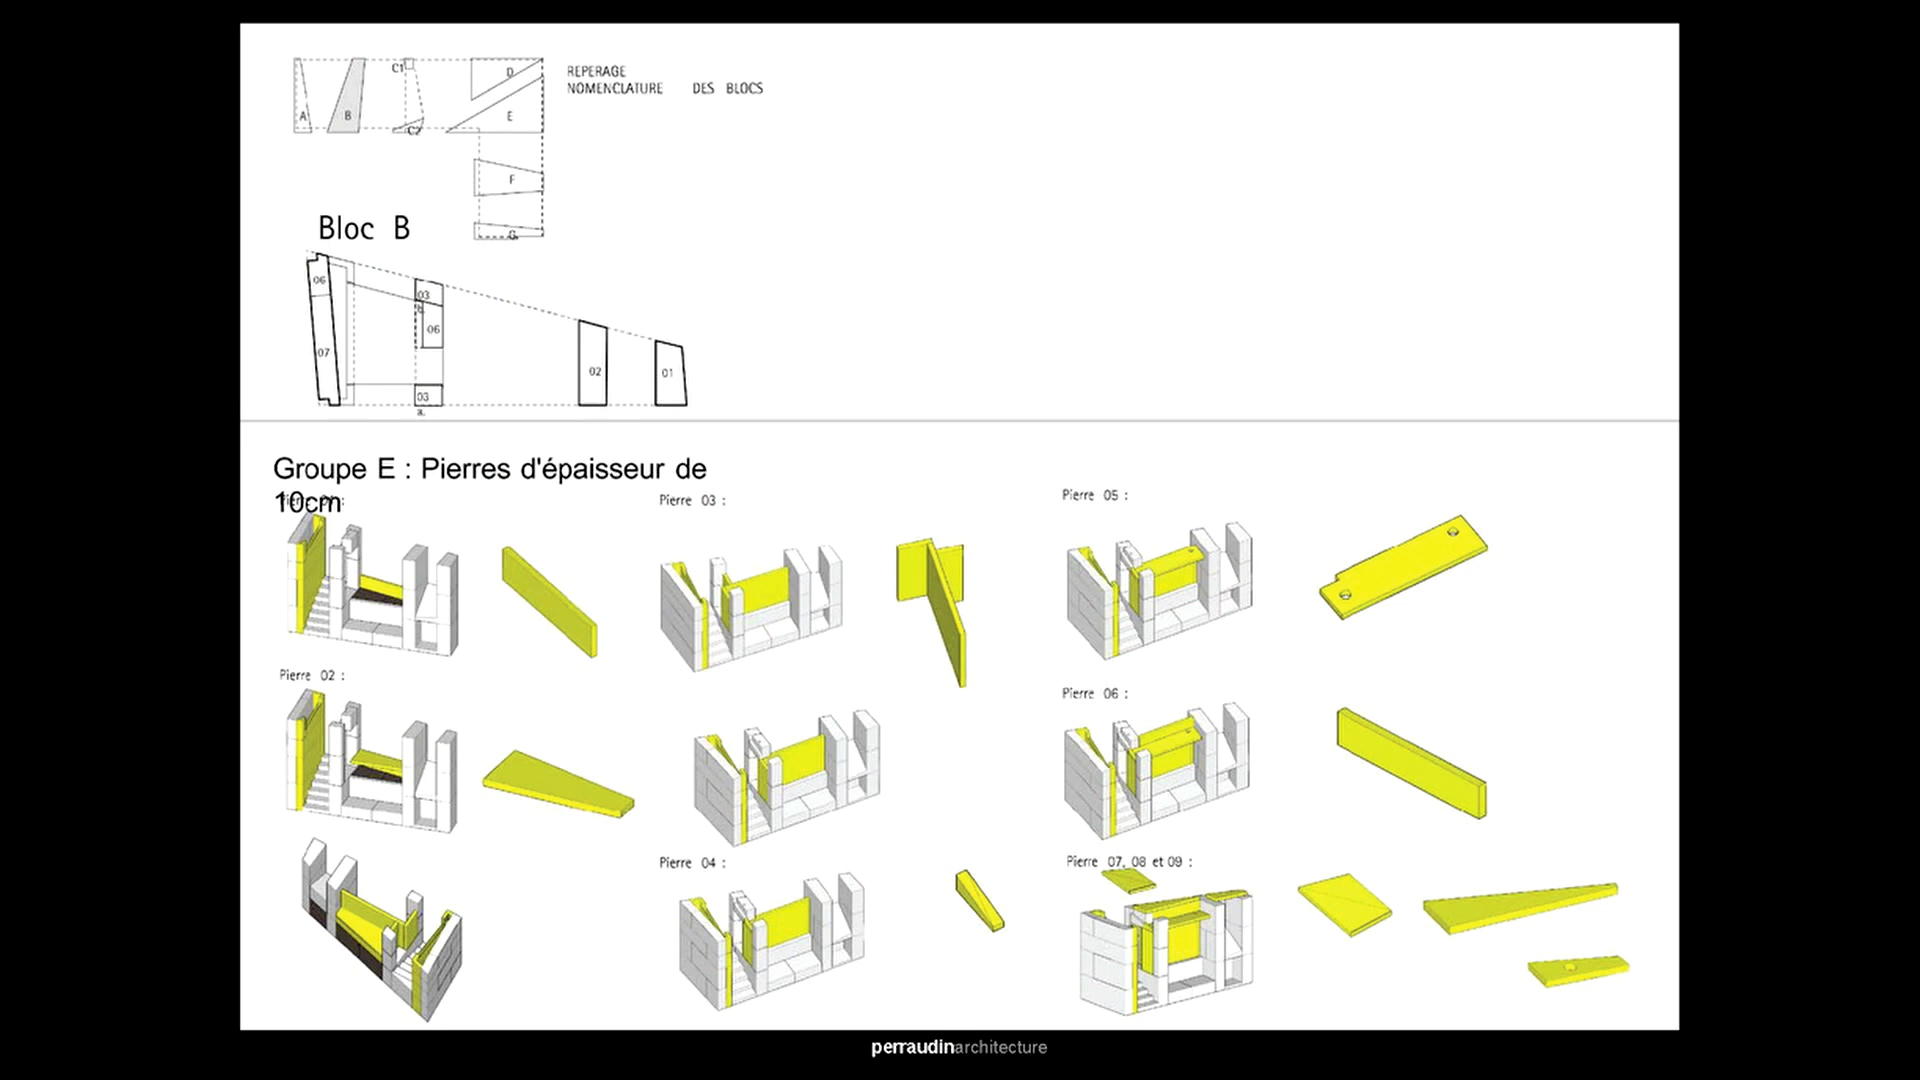 REPERAGE
NOMENCLATURE DES BLOCS
A
B
C1
C2
D
E
F
G
Bloc B
06
07
03
06
03
a.
02
01
Groupe E : Pierres d'épaisseur de
10cm
Pierre 03 :
Pierre 05 :
Pierre 02 :
Pierre 06 :
Pierre 04 :
Pierre 07, 08 et 09 :
perraudinarchitecture